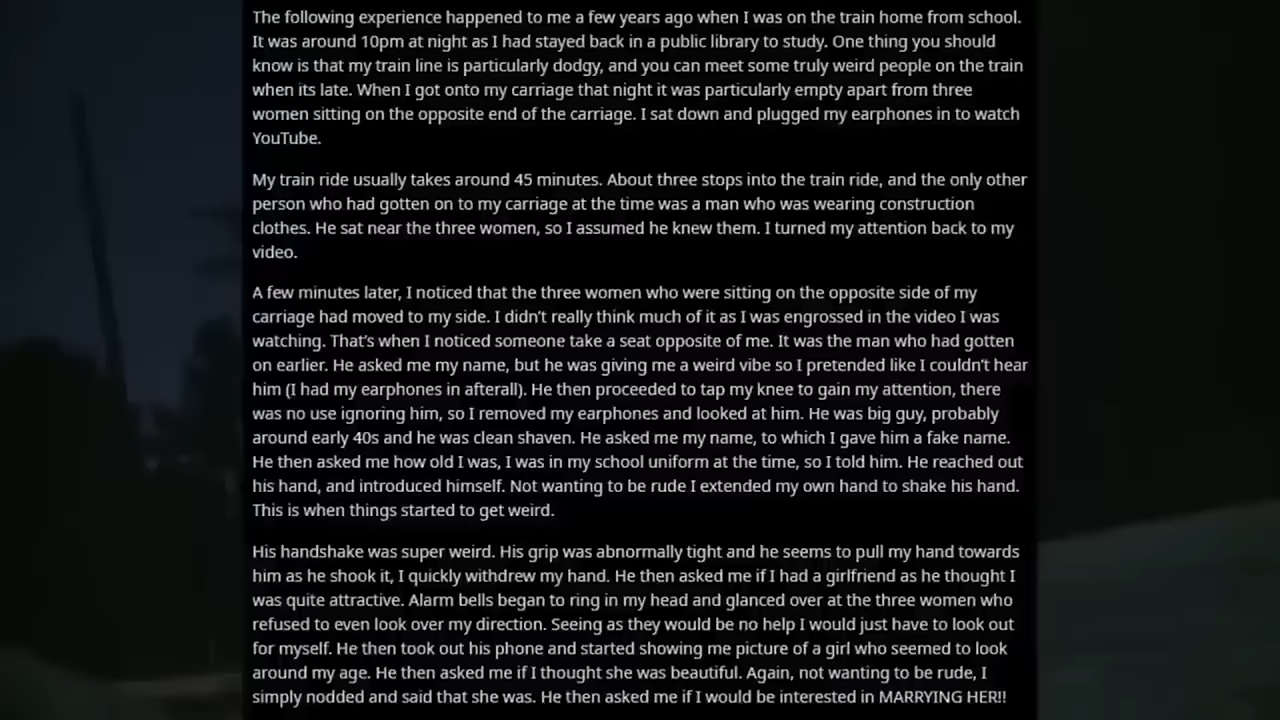 The following experience happened to me a few years ago when I was on the train home from school.
It was around 10pm at night as I had stayed back in a public library to study. One thing you should
know is that my train line is particularly dodgy, and you can meet some truly weird people on the train
when its late. When I got onto my carriage that night it was particularly empty apart from three
women sitting on the opposite end of the carriage. I sat down and plugged my earphones in to watch
YouTube.
My train ride usually takes around 45 minutes. About three stops into the train ride, and the only other
person who had gotten on to my carriage at the time was a man who was wearing construction
clothes. He sat near the three women, so I assumed he knew them. I turned my attention back to my
video.
A few minutes later, I noticed that the three women who were sitting on the opposite side of my
carriage had moved to my side. I didn't really think much of it as I was engrossed in the video I was
watching. That's when I noticed someone take a seat opposite of me. It was the man who had gotten
on earlier. He asked me my name, but he was giving me a weird vibe so I pretended like I couldn't hear
him (I had my earphones in afterall). He then proceeded to tap my knee to gain my attention, there
was no use ignoring him, so I removed my earphones and looked at him. He was big guy, probably
around early 40s and he was clean shaven. He asked me my name, to which I gave him a fake name.
He then asked me how old I was, I was in my school uniform at the time, so I told him. He reached out
his hand, and introduced himself. Not wanting to be rude I extended my own hand to shake his hand.
This is when things started to get weird.
His handshake was super weird. His grip was abnormally tight and he seems to pull my hand towards
him as he shook it, I quickly withdrew my hand. He then asked me if I had a girlfriend as he thought I
was quite attractive. Alarm bells began to ring in my head and glanced over at the three women who
refused to even look over my direction. Seeing as they would be no help I would just have to look out
for myself. He then took out his phone and started showing me picture of a girl who seemed to look
around my age. He then asked me if I thought she was beautiful. Again, not wanting to be rude, I
simply nodded and said that she was. He then asked me if I would be interested in MARRYING HER!!